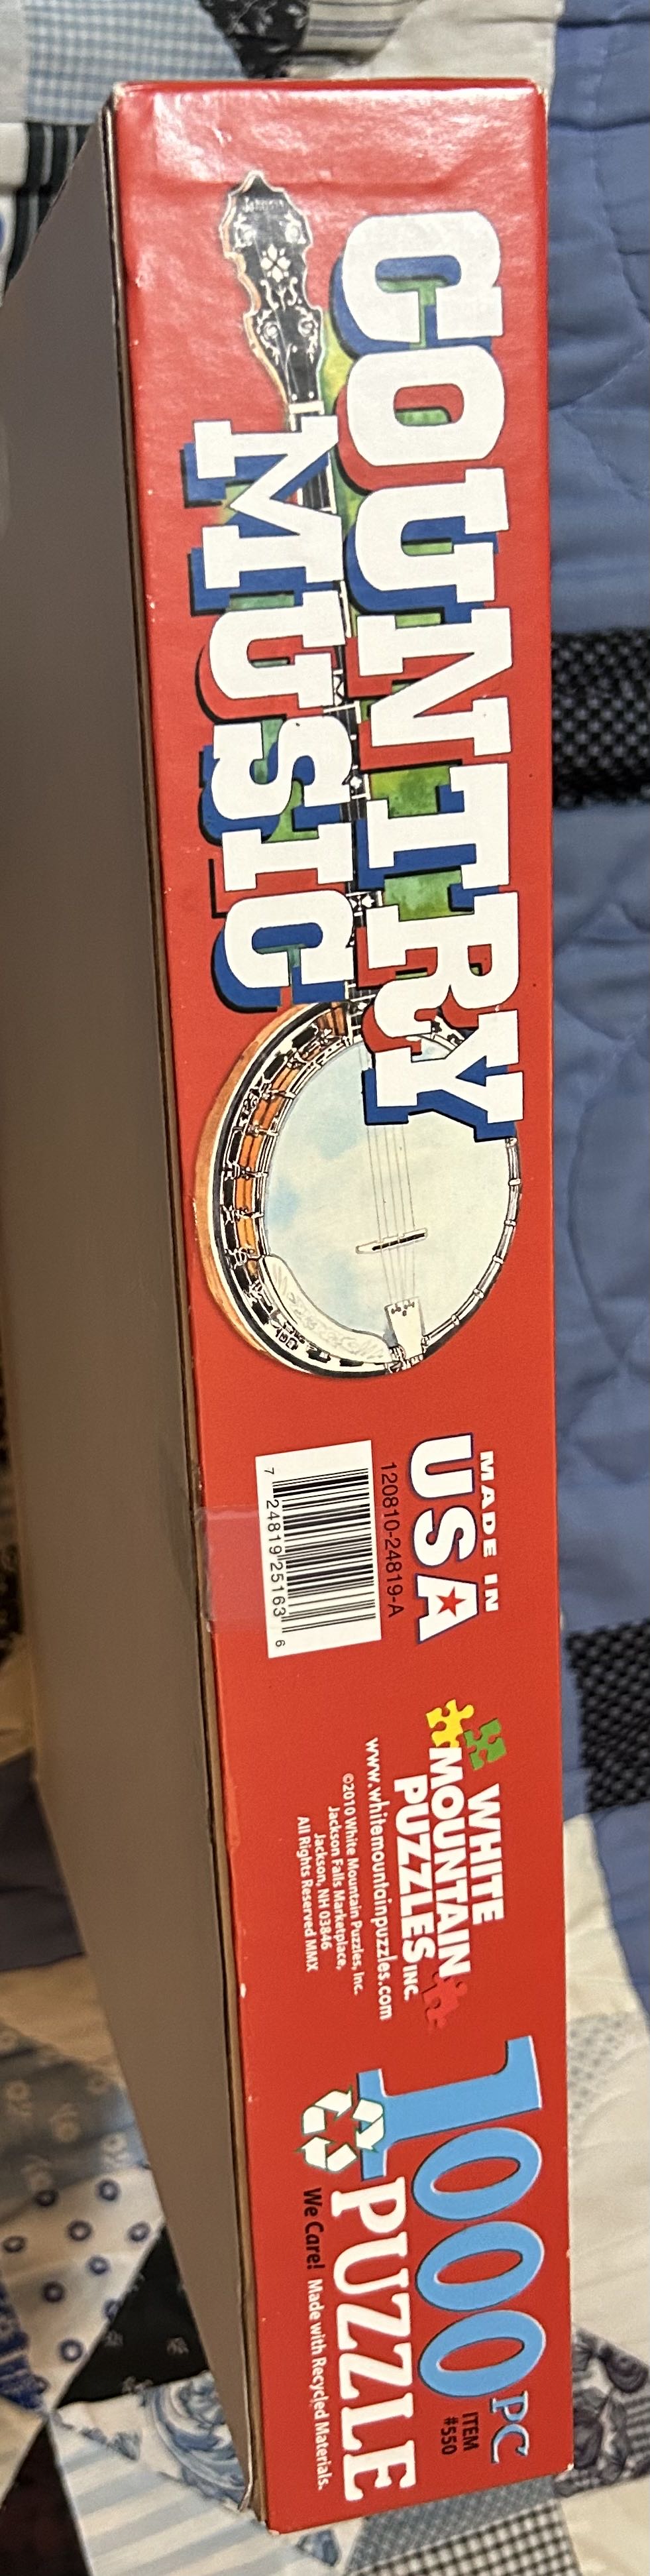 COUNTRY
MUSIC
MADE IN
USA
120810-24819-A
7 24819 25163 6
WHITE
MOUNTAIN
PUZZLES INC.
www.whitemountainpuzzles.com
©2010 White Mountain Puzzles, Inc.
Jackson Falls Marketplace,
Jackson, NH 03846
All Rights Reserved MMX
1000 PC
ITEM
#550
PUZZLE
We Care! Made with Recycled Materials.